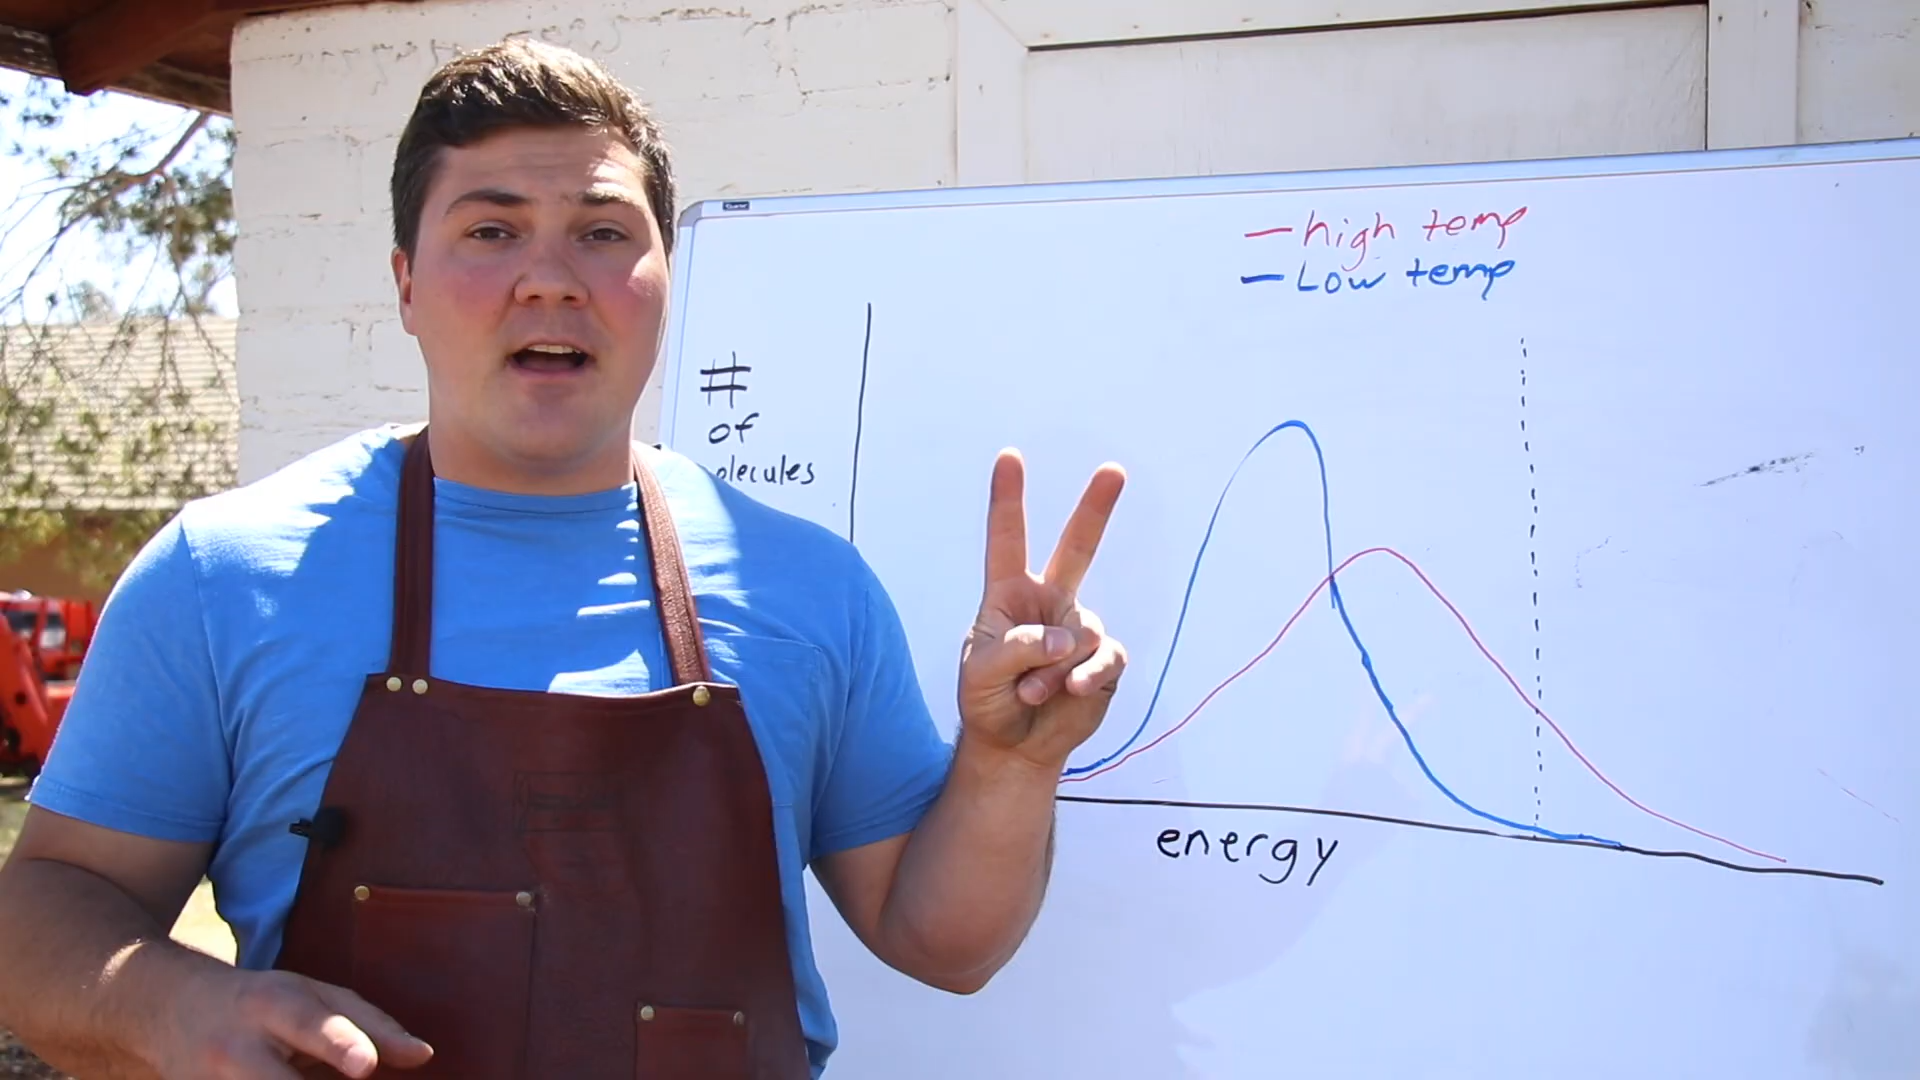 high temp
Low temp
#
of
olecules
energy